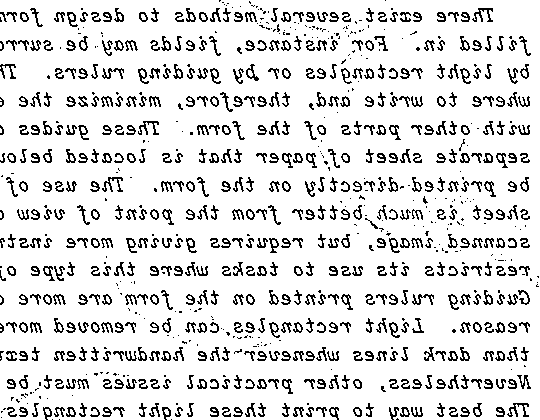 There exist several methods to design form
filled in. For instance, fields may be surro
by light rectangles or by guiding rulers. Th
where to write and, therefore, minimize the
with other parts of the form. These guides
separate sheet of paper that is located below
be printed directly on the form. The use of
sheet is much better from the point of view
scanned image, but requires giving more instr
restricts its use to tasks where this type of
Guiding rulers printed on the form are more
reason. Light rectangles can be removed more
than dark lines whenever the handwritten text
Nevertheless, other practical issues must be
The best way to print these light rectangles